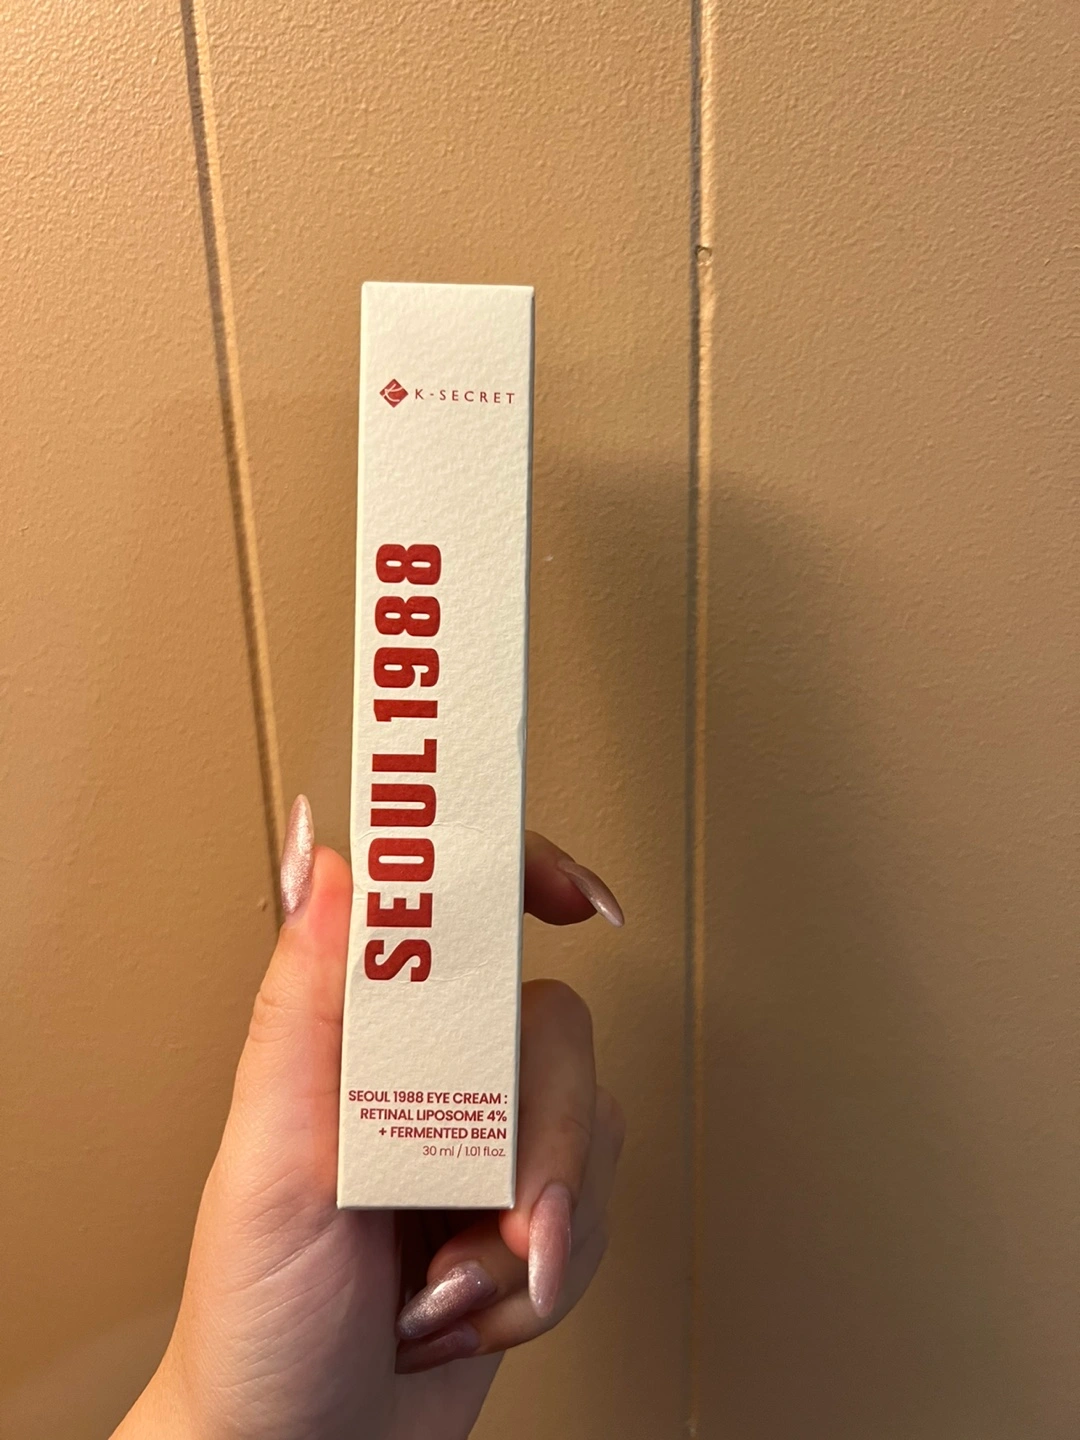 K-SECRET
SEOUL 1988
SEOUL 1988 EYE CREAM :
RETINAL LIPOSOME 4%
+ FERMENTED BEAN
30 ml / 1.01 fl.oz.